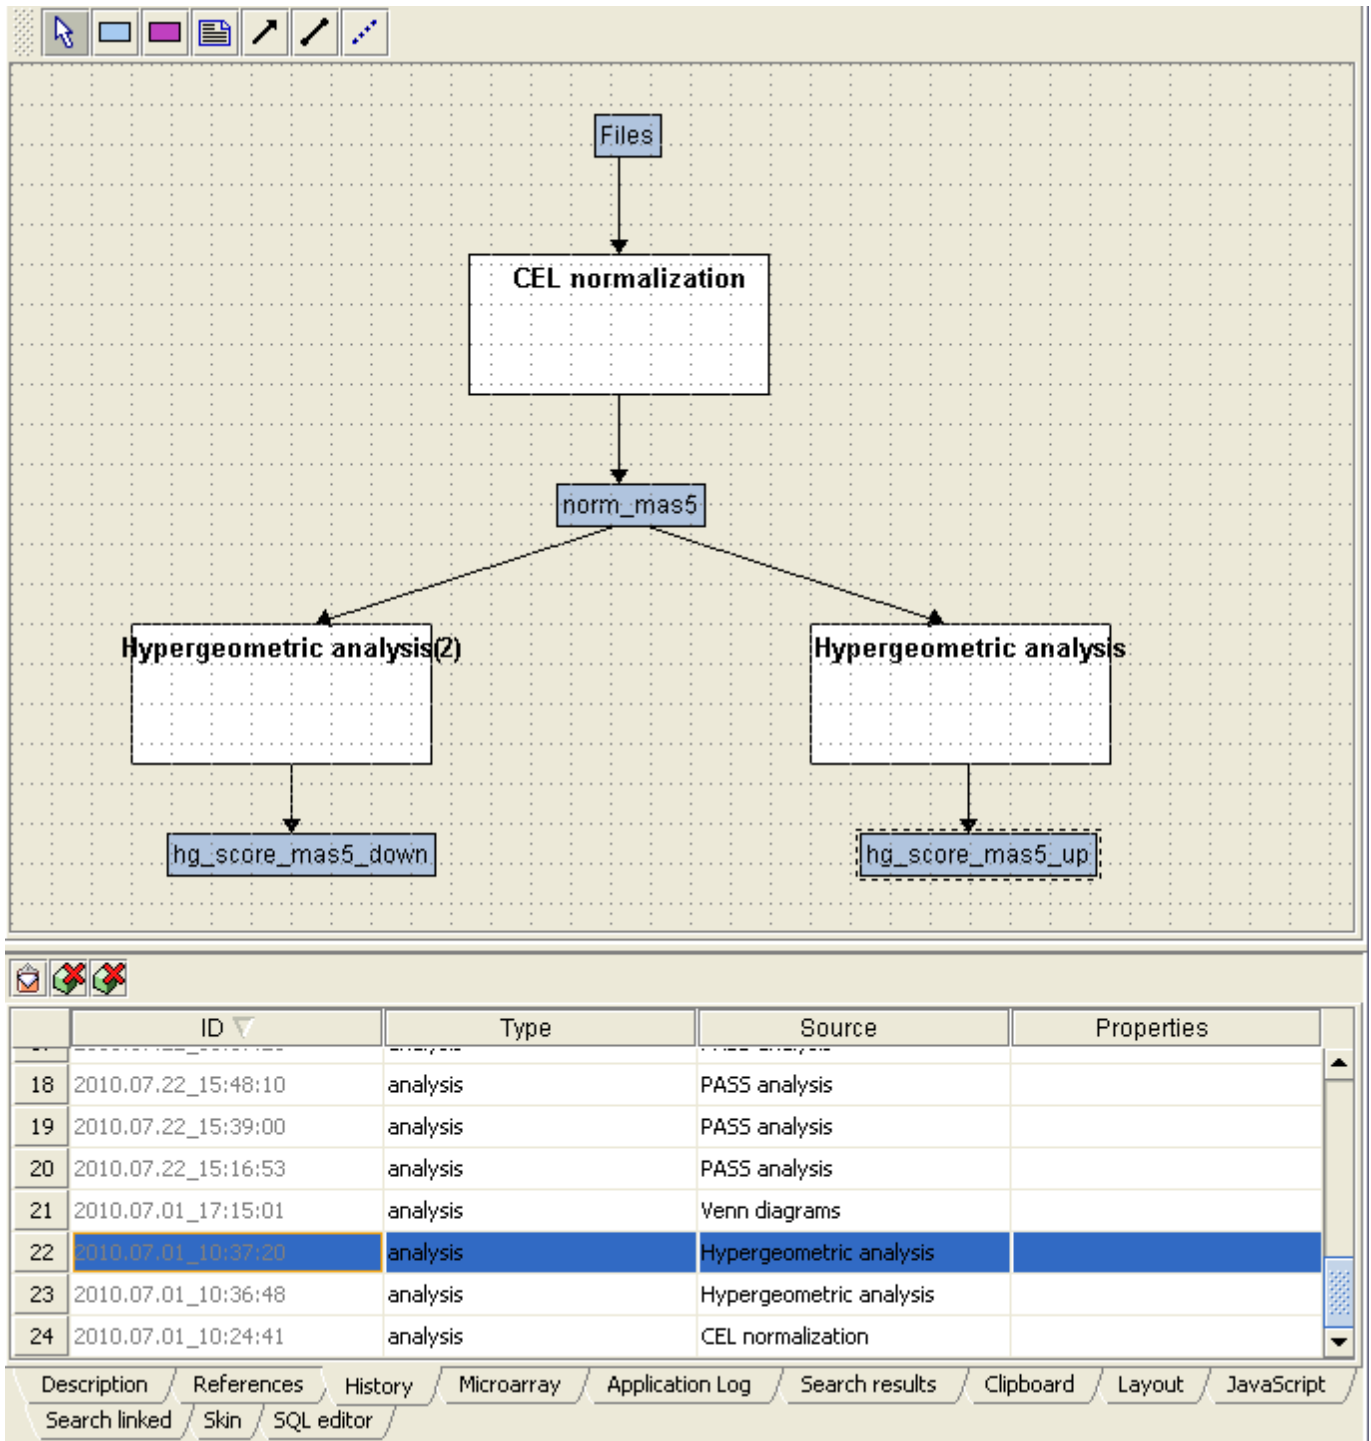 Files
CEL normalization
norm_mas5
Hypergeometric analysis(2) Hypergeometric analysis
hg_score_mas5_down hg_score_mas5_up
ID Type Source Properties
18 2010.07.22_15:48:10 analysis PASS analysis
19 2010.07.22_15:39:00 analysis PASS analysis
20 2010.07.22_15:16:53 analysis PASS analysis
21 2010.07.01_17:15:01 analysis Venn diagrams
22 2010.07.01_10:37:20 analysis Hypergeometric analysis
23 2010.07.01_10:36:48 analysis Hypergeometric analysis
24 2010.07.01_10:24:41 analysis CEL normalization
Description References History Microarray Application Log Search results Clipboard Layout JavaScript
Search linked Skin SQL editor